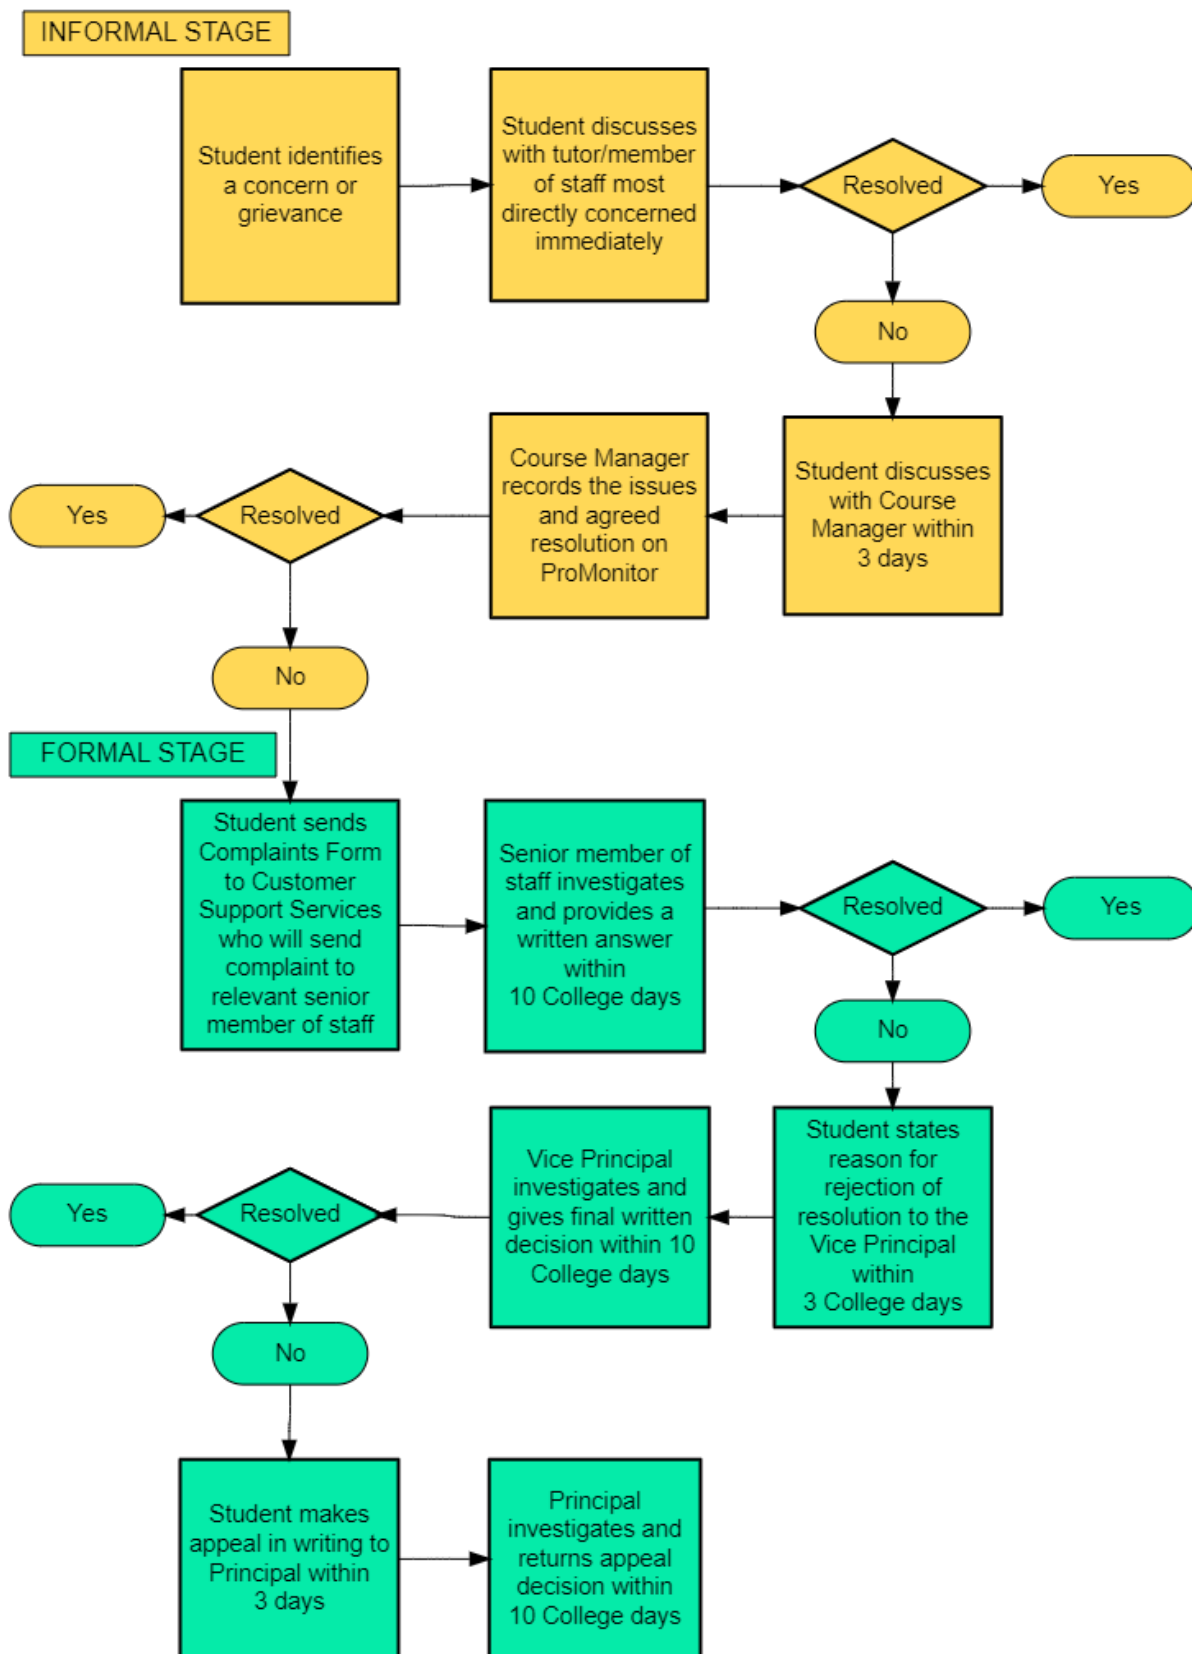 INFORMAL STAGE
Student identifies
a concern or
grievance
Student discusses
with tutor/member
of staff most
directly concerned
immediately
Resolved
Yes
No
Student discusses
with Course
Manager within
3 days
Course Manager
records the issues
and agreed
resolution on
ProMonitor
Resolved
Yes
No
FORMAL STAGE
Student sends
Complaints Form
to Customer
Support Services
who will send
complaint to
relevant senior
member of staff
Senior member of
staff investigates
and provides a
written answer
within
10 College days
Resolved
Yes
No
Student states
reason for
rejection of
resolution to the
Vice Principal
within
3 College days
Vice Principal
investigates and
gives final written
decision within 10
College days
Resolved
Yes
No
Student makes
appeal in writing to
Principal within
3 days
Principal
investigates and
returns appeal
decision within
10 College days